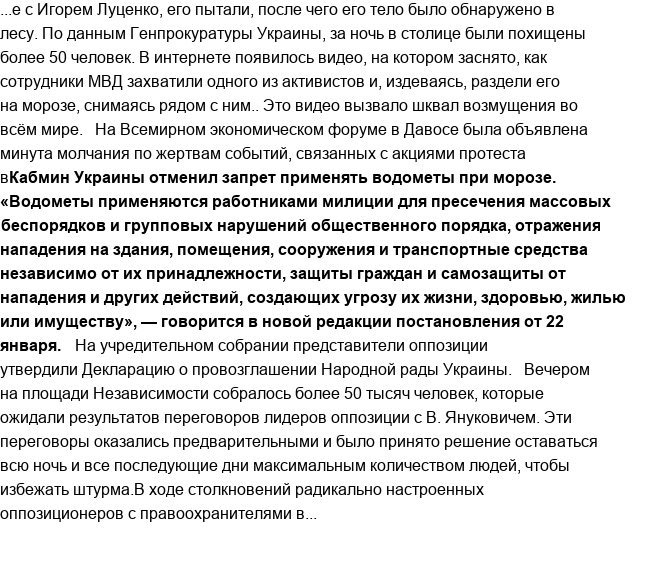 ...е с Игорем Луценко, его пытали, после чего его тело было обнаружено в
лесу. По данным Генпрокуратуры Украины, за ночь в столице были похищены
более 50 человек. В интернете появилось видео, на котором заснято, как
сотрудники МВД захватили одного из активистов и, издеваясь, раздели его
на морозе, снимаясь рядом с ним.. Это видео вызвало шквал возмущения во
всём мире.   На Всемирном экономическом форуме в Давосе была объявлена
минута молчания по жертвам событий, связанных с акциями протеста
вКабмин Украины отменил запрет применять водометы при морозе.
«Водометы применяются работниками милиции для пресечения массовых
беспорядков и групповых нарушений общественного порядка, отражения
нападения на здания, помещения, сооружения и транспортные средства
независимо от их принадлежности, защиты граждан и самозащиты от
нападения и других действий, создающих угрозу их жизни, здоровью, жилью
или имуществу», — говорится в новой редакции постановления от 22
января.   На учредительном собрании представители оппозиции
утвердили Декларацию о провозглашении Народной рады Украины.   Вечером
на площади Независимости собралось более 50 тысяч человек, которые
ожидали результатов переговоров лидеров оппозиции с В. Януковичем. Эти
переговоры оказались предварительными и было принято решение оставаться
всю ночь и все последующие дни максимальным количеством людей, чтобы
избежать штурма.В ходе столкновений радикально настроенных
оппозиционеров с правоохранителями в...